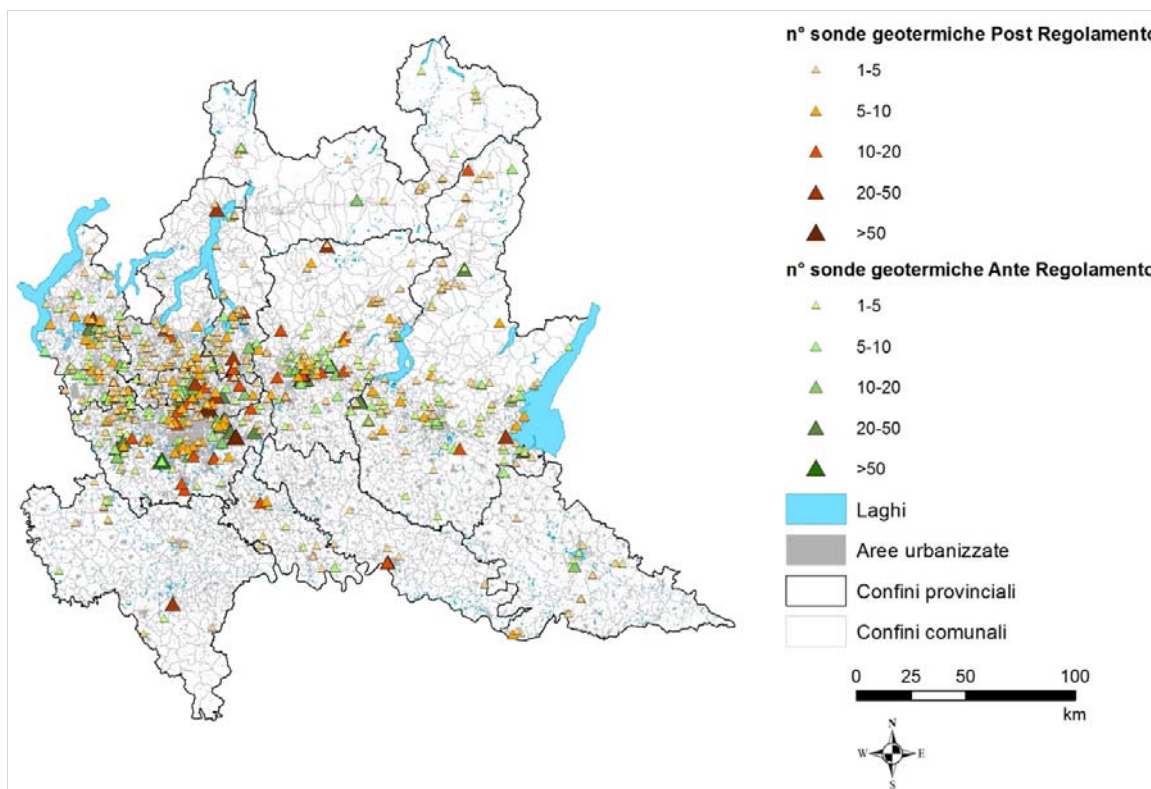 n° sonde geotermiche Post Regolamento
1-5
5-10
10-20
20-50
>50
n° sonde geotermiche Ante Regolamento
1-5
5-10
10-20
20-50
>50
Laghi
Aree urbanizzate
Confini provinciali
Confini comunali
0 25 50 100
km
N
W E
S